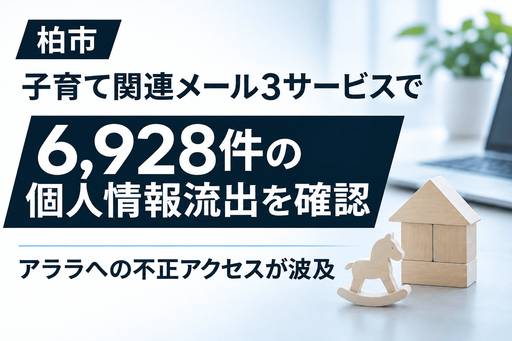 柏市
子育て関連メール3サービスで
6,928件の
個人情報流出を確認
アララへの不正アクセスが波及